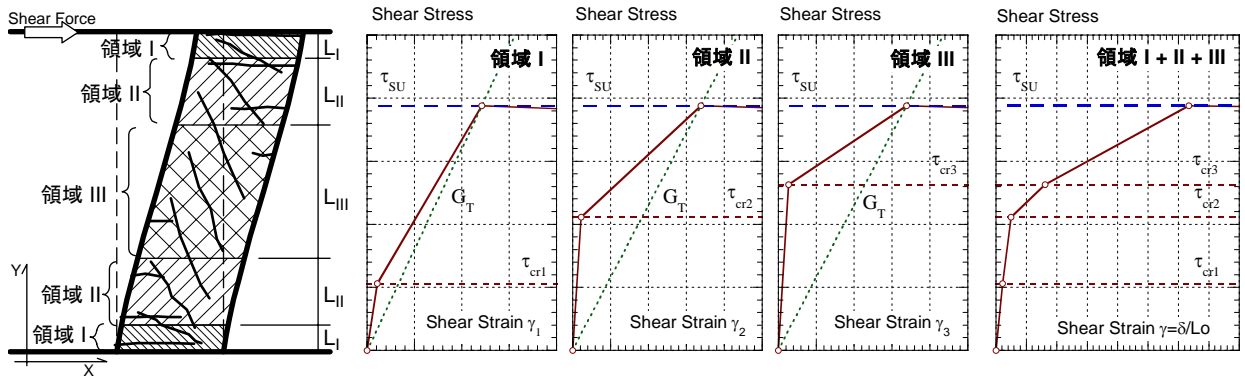 Shear Force
領域 I
領域 II
領域 III
領域 II
領域 I
L_I
L_II
L_III
L_II
L_I
Y
X
Shear Stress
領域 I
τ_SU
G_T
τ_cr1
Shear Strain γ_1
Shear Stress
領域 II
τ_SU
τ_cr2
G_T
Shear Strain γ_2
Shear Stress
領域 III
τ_SU
τ_cr3
G_T
Shear Strain γ_3
Shear Stress
領域 I + II + III
τ_SU
τ_cr3
τ_cr2
τ_cr1
Shear Strain γ=δ/Lo